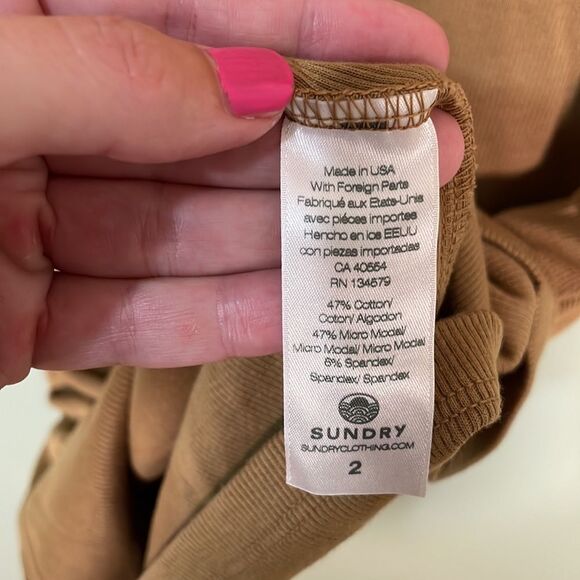 Made in USA
With Foreign Parts
Fabriqué aux Etats-Unis
avec piéces importes
Hencho en los EEUU
con piezas importadas
CA 40554
RN 134579
47% Cotton/
Coton/ Algodon
47% Micro Modal/
Micro Modal/ Micro Modal
6% Spandex/
Spandex/ Spandex
SUNDRY
SUNDRYCLOTHING.COM
2